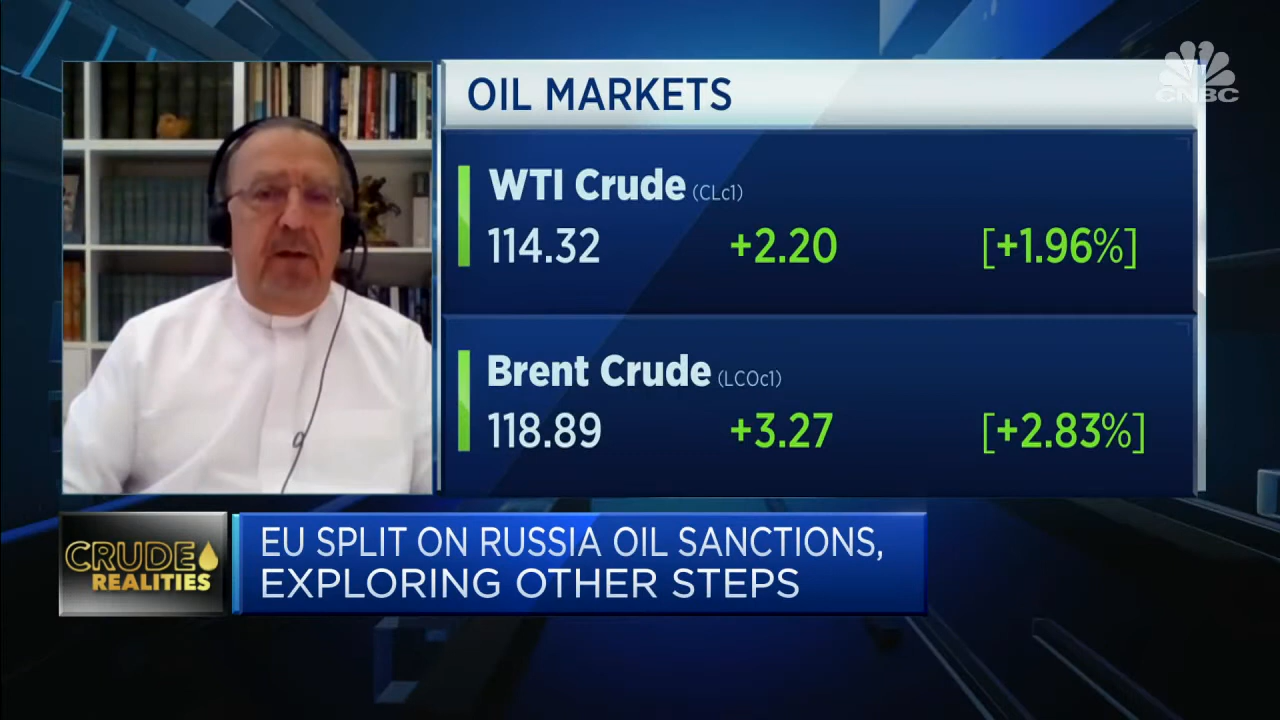 OIL MARKETS
CNBC
WTI Crude (CLc1)
114.32 +2.20 [+1.96%]
Brent Crude (LCOc1)
118.89 +3.27 [+2.83%]
CRUDE
REALITIES
EU SPLIT ON RUSSIA OIL SANCTIONS,
EXPLORING OTHER STEPS